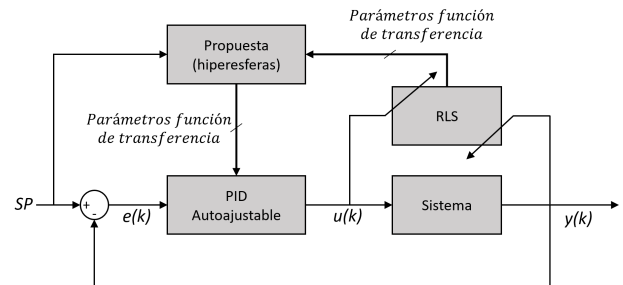 Parámetros función
de transferencia
Propuesta
(hiperesferas)
RLS
Parámetros función
de transferencia
SP
+
-
e(k)
PID
Autoajustable
u(k)
Sistema
y(k)